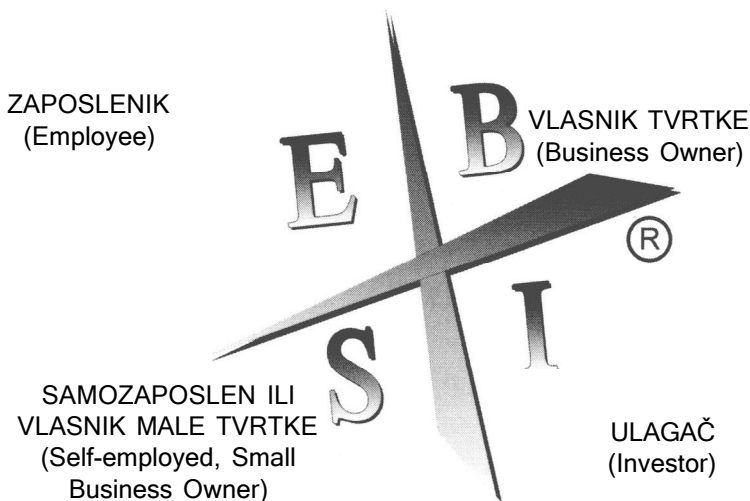 ZAPOSLENIK
(Employee)
E
B
VLASNIK TVRTKE
(Business Owner)
®
S
I
SAMOZAPOSLEN ILI
VLASNIK MALE TVRTKE
(Self-employed, Small
Business Owner)
ULAGAČ
(Investor)